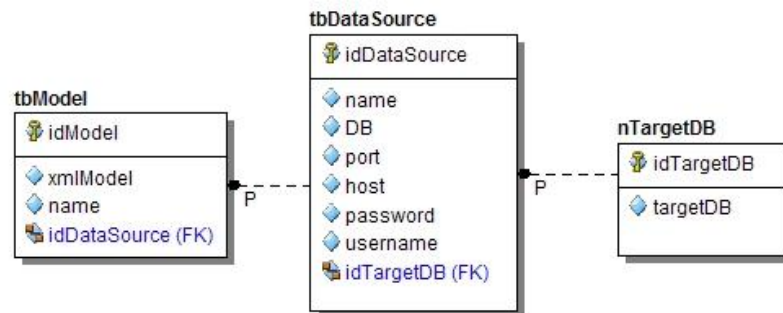 tbModel
idModel
xmlModel
name
idDataSource (FK)
P
tbDataSource
idDataSource
name
DB
port
host
password
username
idTargetDB (FK)
P
nTargetDB
idTargetDB
targetDB